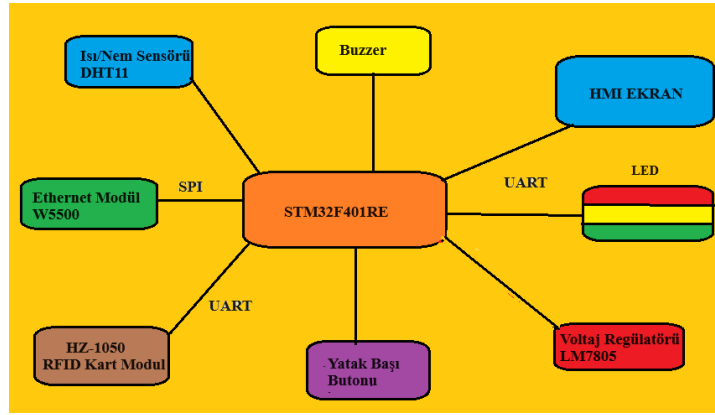 Isı/Nem Sensörü
DHT11
Buzzer
HMI EKRAN
SPI
UART
LED
Ethernet Modül
W5500
STM32F401RE
UART
HZ-1050
RFID Kart Modul
Yatak Başı
Butonu
Voltaj Regülatörü
LM7805